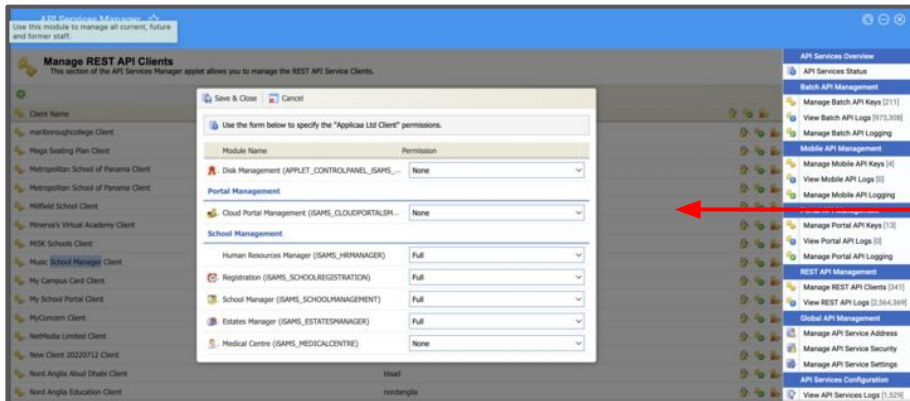 API Services Manager
Use this module to manage all current, future
and former staff.
Manage REST API Clients
This section of the API Services Manager applet allows you to manage the REST API Service Clients.
Client Name
marlboroughcollege Client
Mega Seating Plan Client
Metropolitan School of Panama Client
Metropolitan School of Panama Client
Millfield School Client
Minerva's Virtual Academy Client
MISK Schools Client
Music School Manager Client
My Campus Card Client
My School Portal Client
MyConcern Client
NetMedia Limited Client
New Client 20220712 Client
Nord Anglia Abud Dhabi Client
bisad
Nord Anglia Education Client
nordanglia
Save & Close
Cancel
Use the form below to specify the "Applicaa Ltd Client" permissions.
Module Name Permission
Disk Management (APPLET_CONTROLPANEL_iSAMS_... None
Portal Management
Cloud Portal Management (iSAMS_CLOUDPORTALSM... None
School Management
Human Resources Manager (iSAMS_HRMANAGER) Full
Registration (iSAMS_SCHOOLREGISTRATION) Full
School Manager (iSAMS_SCHOOLMANAGEMENT) Full
Estates Manager (iSAMS_ESTATESMANAGER) Full
Medical Centre (iSAMS_MEDICALCENTRE) None
API Services Overview
API Services Status
Batch API Management
Manage Batch API Keys [211]
View Batch API Logs [973,308]
Manage Batch API Logging
Mobile API Management
Manage Mobile API Keys [4]
View Mobile API Logs [0]
Manage Mobile API Logging
Portal API Management
Manage Portal API Keys [13]
View Portal API Logs [0]
Manage Portal API Logging
REST API Management
Manage REST API Clients [341]
View REST API Logs [2,564,369]
Global API Management
Manage API Service Address
Manage API Service Security
Manage API Service Settings
API Services Configuration
View API Services Logs [1,529]